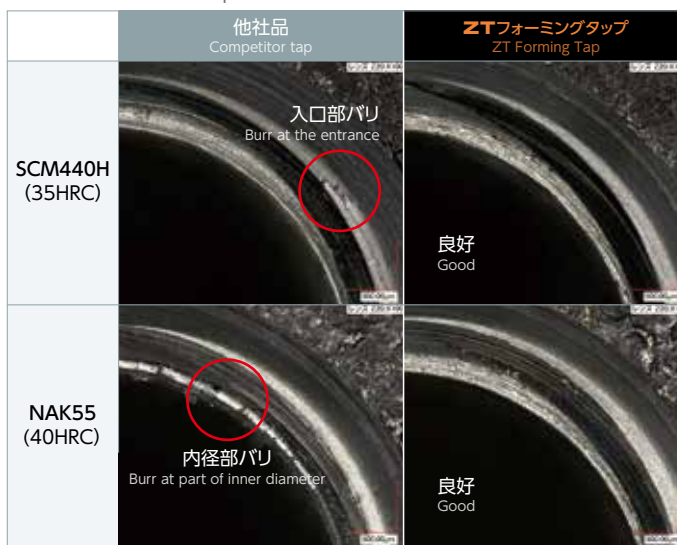 他社品
Competitor tap
ZTフォーミングタップ
ZT Forming Tap
SCM440H
(35HRC)
入口部バリ
Burr at the entrance
良好
Good
NAK55
(40HRC)
内径部バリ
Burr at part of inner diameter
良好
Good